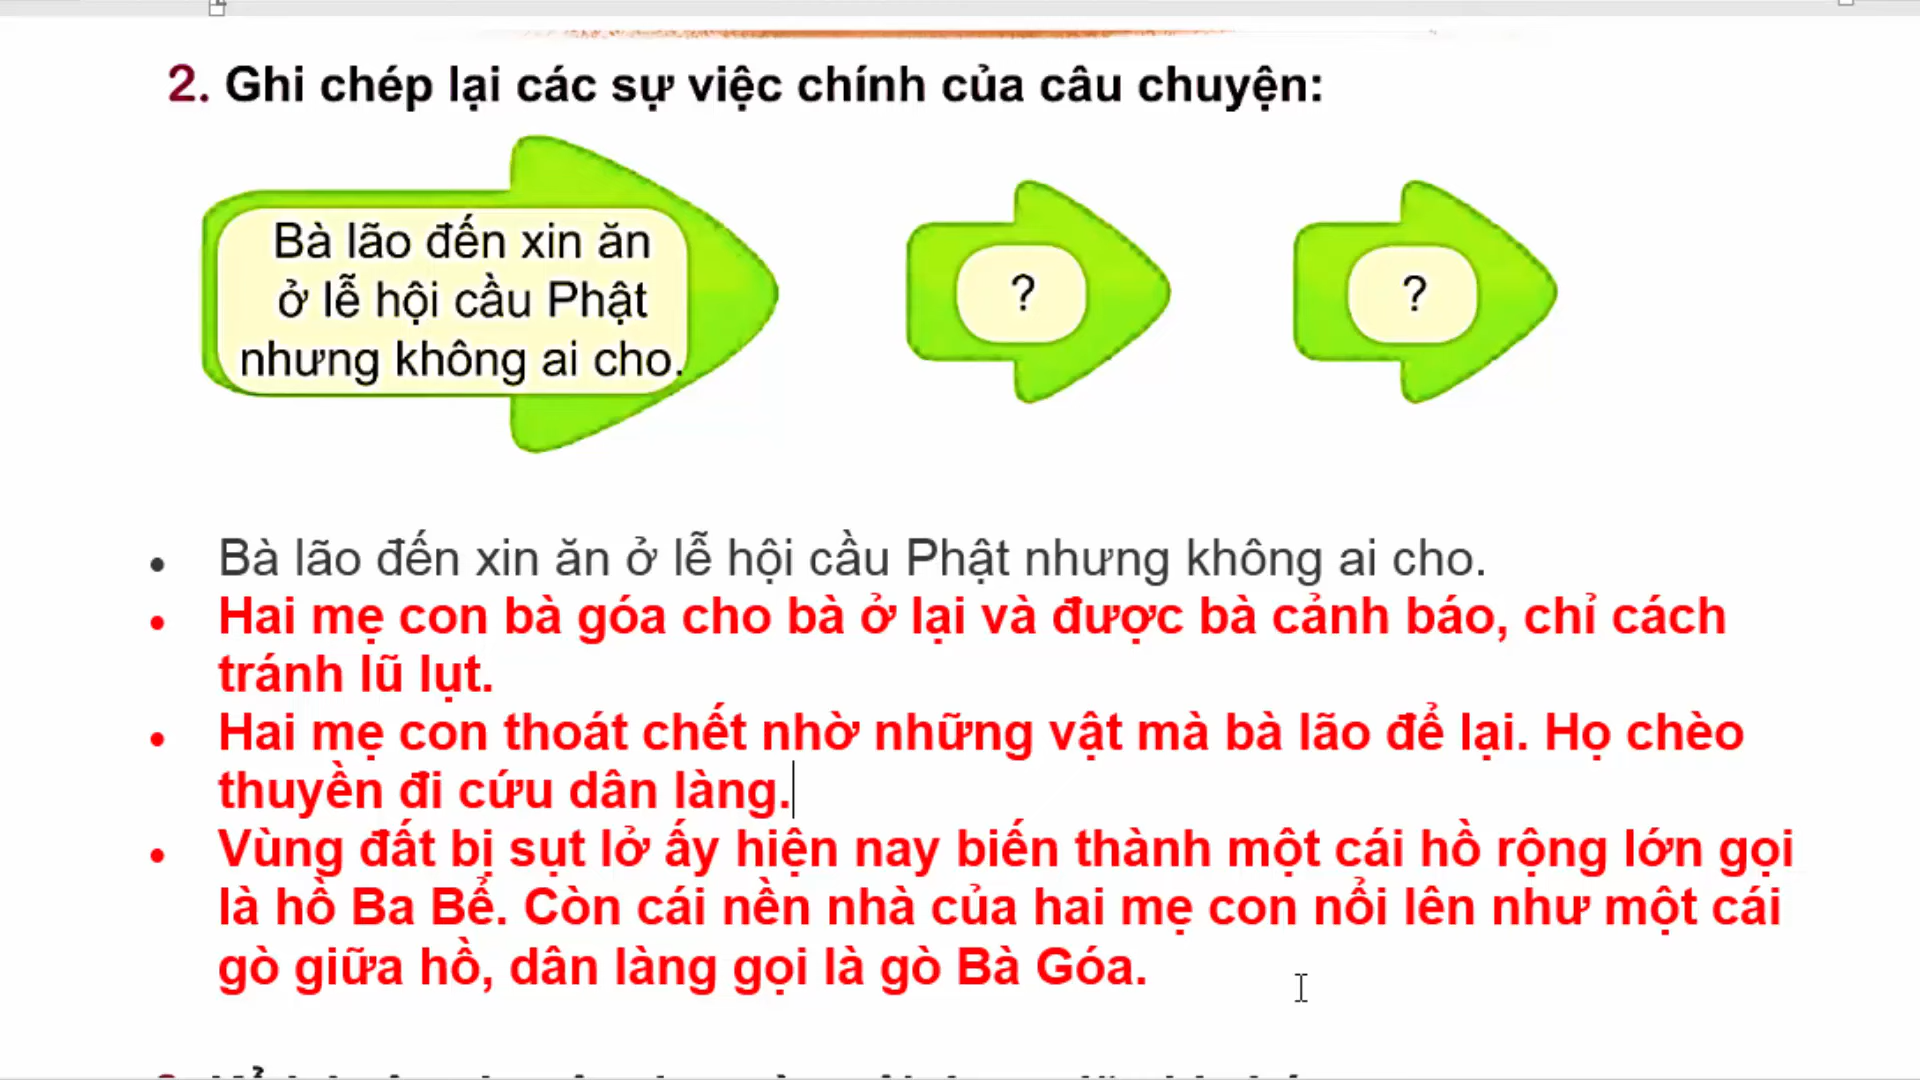 2. Ghi chép lại các sự việc chính của câu chuyện:
Bà lão đến xin ăn
ở lễ hội cầu Phật
nhưng không ai cho.
?
?
• Bà lão đến xin ăn ở lễ hội cầu Phật nhưng không ai cho.
• Hai mẹ con bà góa cho bà ở lại và được bà cảnh báo, chỉ cách
tránh lũ lụt.
• Hai mẹ con thoát chết nhờ những vật mà bà lão để lại. Họ chèo
thuyền đi cứu dân làng.
• Vùng đất bị sụt lở ấy hiện nay biến thành một cái hồ rộng lớn gọi
là hồ Ba Bể. Còn cái nền nhà của hai mẹ con nổi lên như một cái
gò giữa hồ, dân làng gọi là gò Bà Góa.